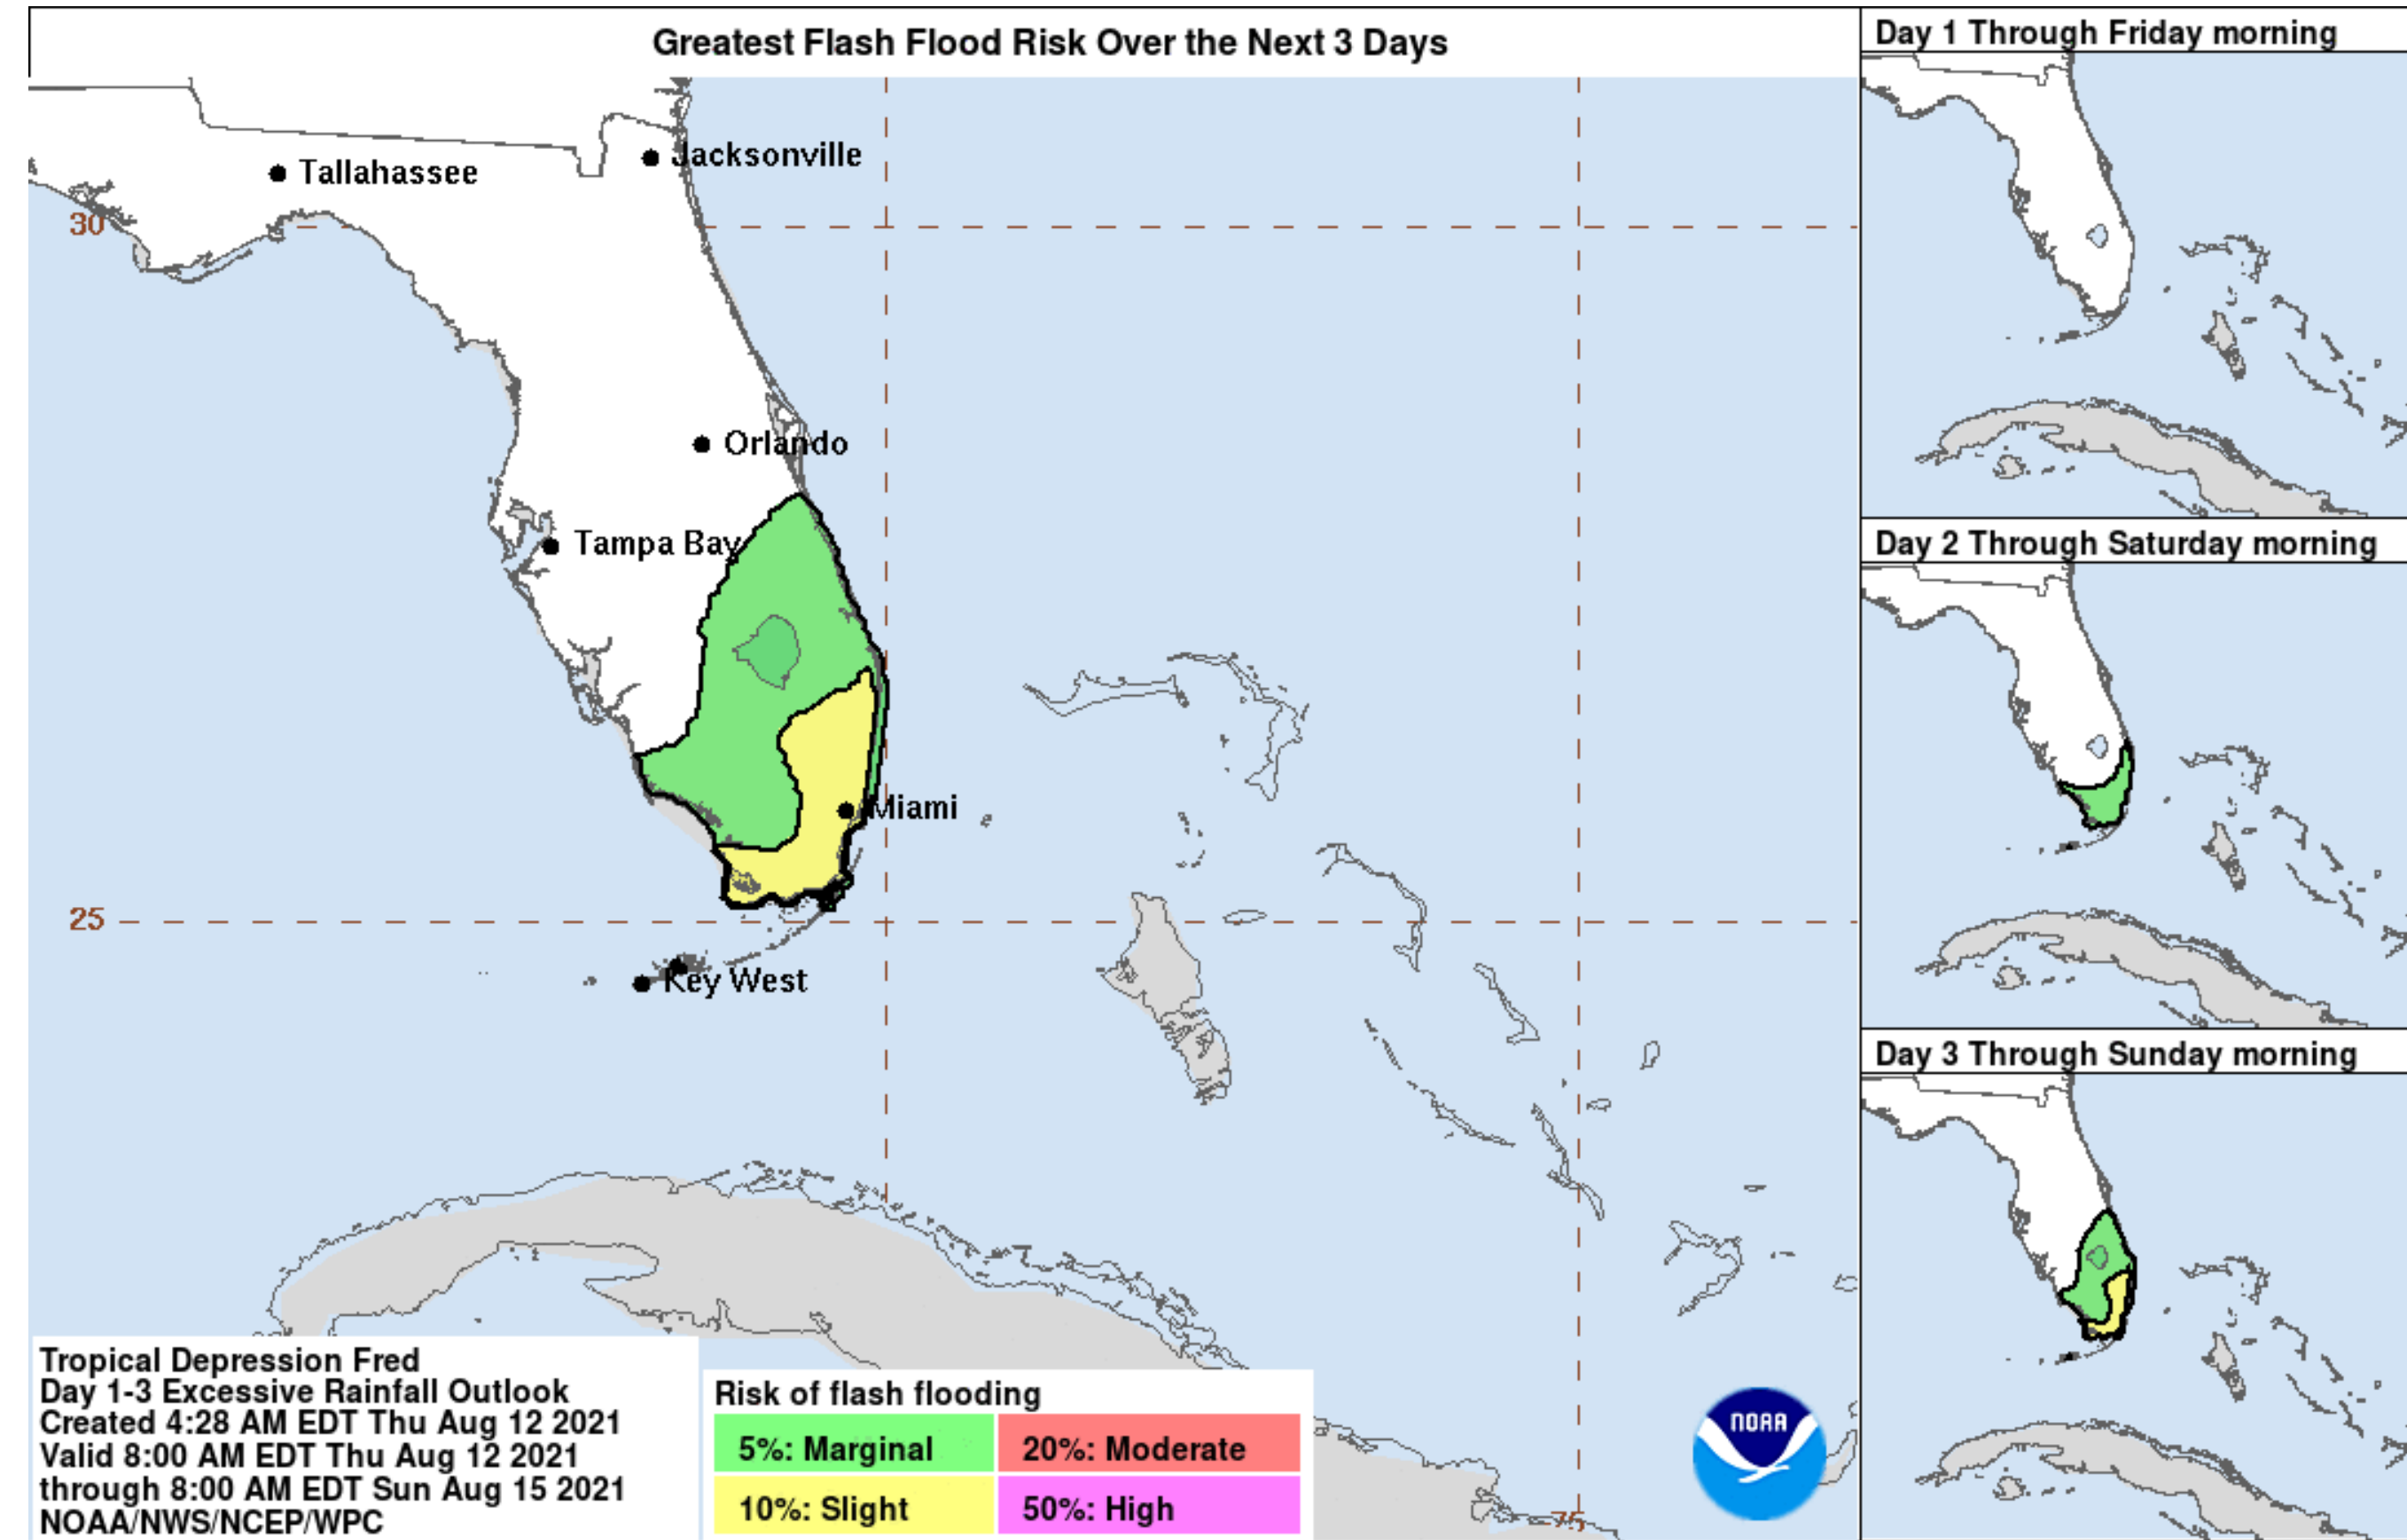 Greatest Flash Flood Risk Over the Next 3 Days
Day 1 Through Friday morning
Tallahassee
Jacksonville
30
Orlando
Tampa Bay
Day 2 Through Saturday morning
Miami
25
Key West
Day 3 Through Sunday morning
Tropical Depression Fred
Day 1-3 Excessive Rainfall Outlook
Created 4:28 AM EDT Thu Aug 12 2021
Valid 8:00 AM EDT Thu Aug 12 2021
through 8:00 AM EDT Sun Aug 15 2021
NOAA/NWS/NCEP/WPC
Risk of flash flooding
5%: Marginal
20%: Moderate
10%: Slight
50%: High
NOAA
75